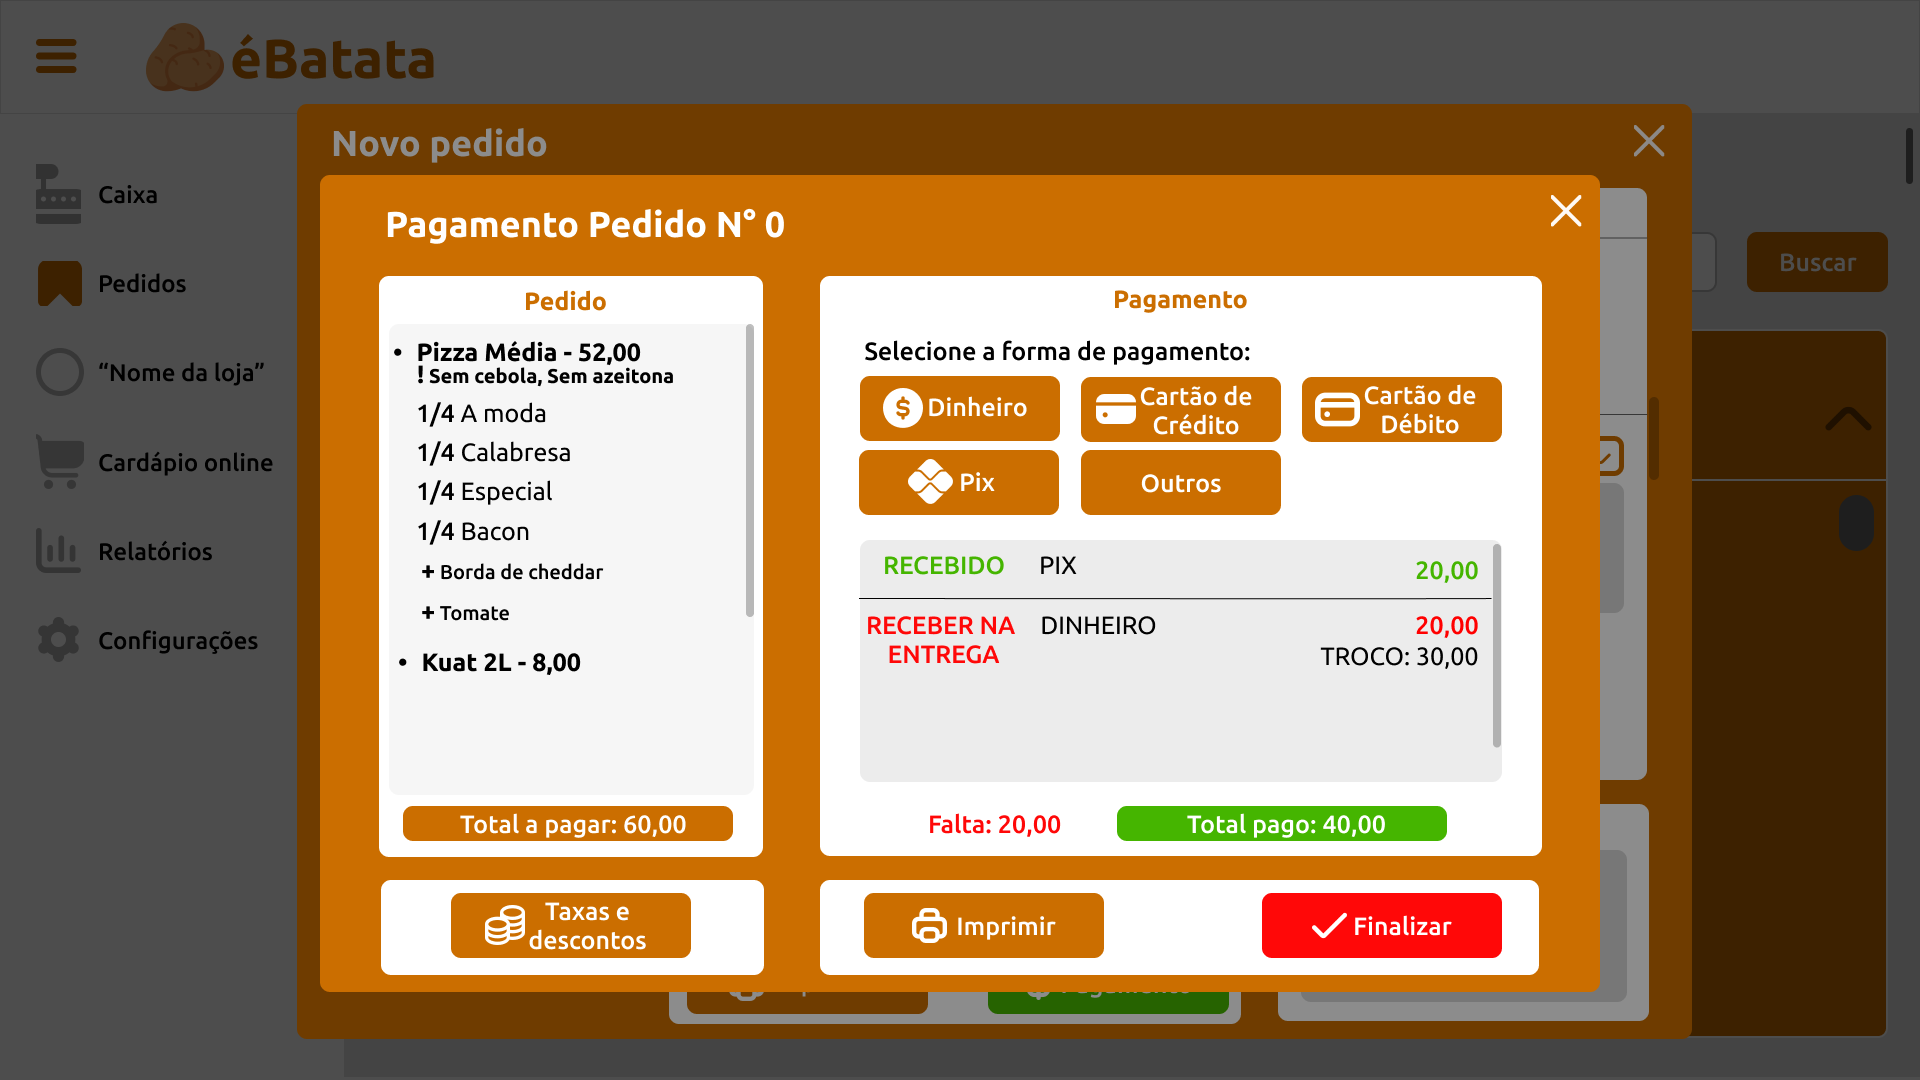 éBatata
Caixa
Pedidos
“Nome da loja”
Cardápio online
Relatórios
Configurações
Novo pedido
Buscar
Pagamento Pedido N° 0
Pedido
• Pizza Média - 52,00
! Sem cebola, Sem azeitona
1/4 A moda
1/4 Calabresa
1/4 Especial
1/4 Bacon
+ Borda de cheddar
+ Tomate
• Kuat 2L - 8,00
Total a pagar: 60,00
Taxas e
descontos
Pagamento
Selecione a forma de pagamento:
$ Dinheiro
Cartão de
Crédito
Cartão de
Débito
Pix
Outros
RECEBIDO PIX 20,00
RECEBER NA
ENTREGA
DINHEIRO 20,00
TROCO: 30,00
Falta: 20,00
Total pago: 40,00
Imprimir
Finalizar